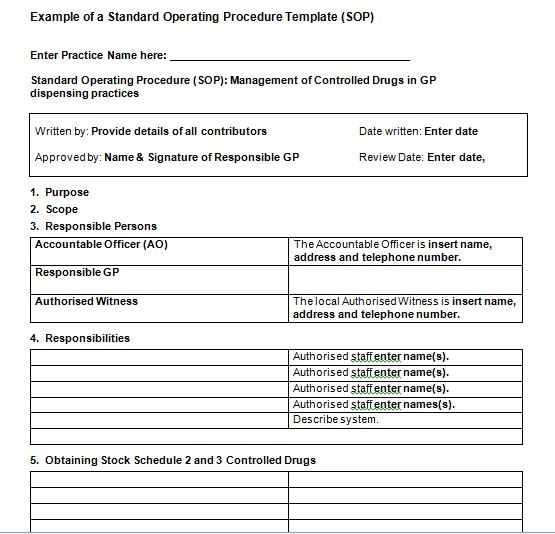 Example of a Standard Operating Procedure Template (SOP)
Enter Practice Name here: ________________________________________
Standard Operating Procedure (SOP): Management of Controlled Drugs in GP
dispensing practices
Written by: Provide details of all contributors Date written: Enter date
Approved by: Name & Signature of Responsible GP Review Date: Enter date,
1. Purpose
2. Scope
3. Responsible Persons
Accountable Officer (AO) The Accountable Officer is insert name,
address and telephone number.
Responsible GP
Authorised Witness The local Authorised Witness is insert name,
address and telephone number.
4. Responsibilities
Authorised staff enter name(s).
Authorised staff enter name(s).
Authorised staff enter name(s).
Authorised staff enter names(s).
Describe system.
5. Obtaining Stock Schedule 2 and 3 Controlled Drugs